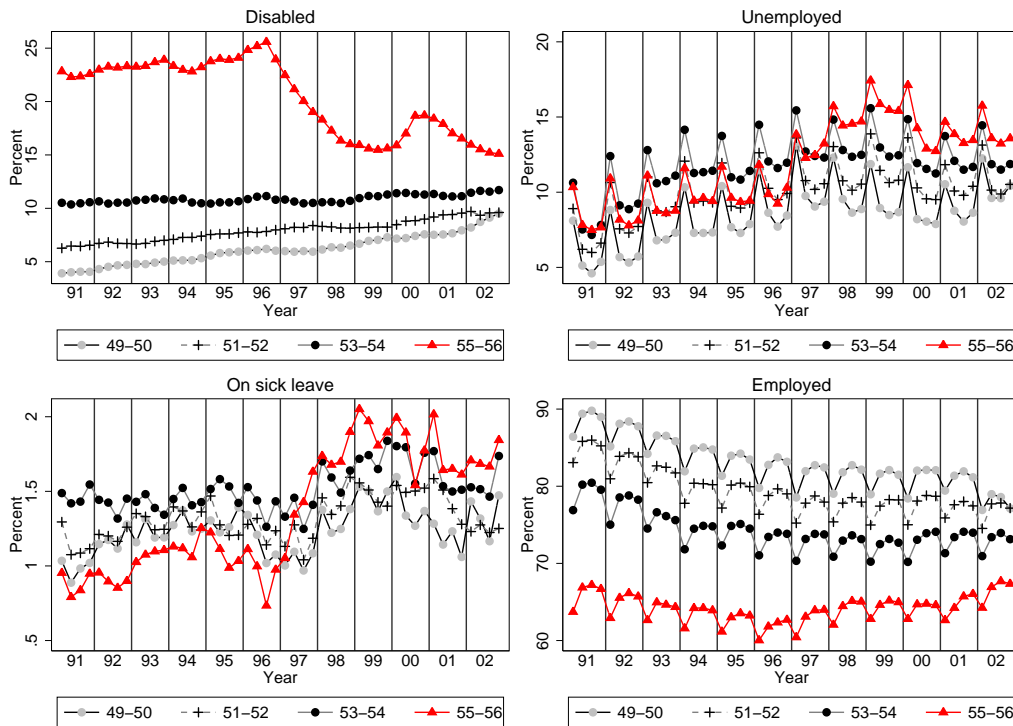 Disabled
Percent
5 10 15 20 25
91 92 93 94 95 96 97 98 99 00 01 02
Year
49−50 51−52 53−54 55−56
Unemployed
Percent
5 10 15 20
91 92 93 94 95 96 97 98 99 00 01 02
Year
49−50 51−52 53−54 55−56
On sick leave
Percent
.5 1 1.5 2
91 92 93 94 95 96 97 98 99 00 01 02
Year
49−50 51−52 53−54 55−56
Employed
Percent
60 70 80 90
91 92 93 94 95 96 97 98 99 00 01 02
Year
49−50 51−52 53−54 55−56